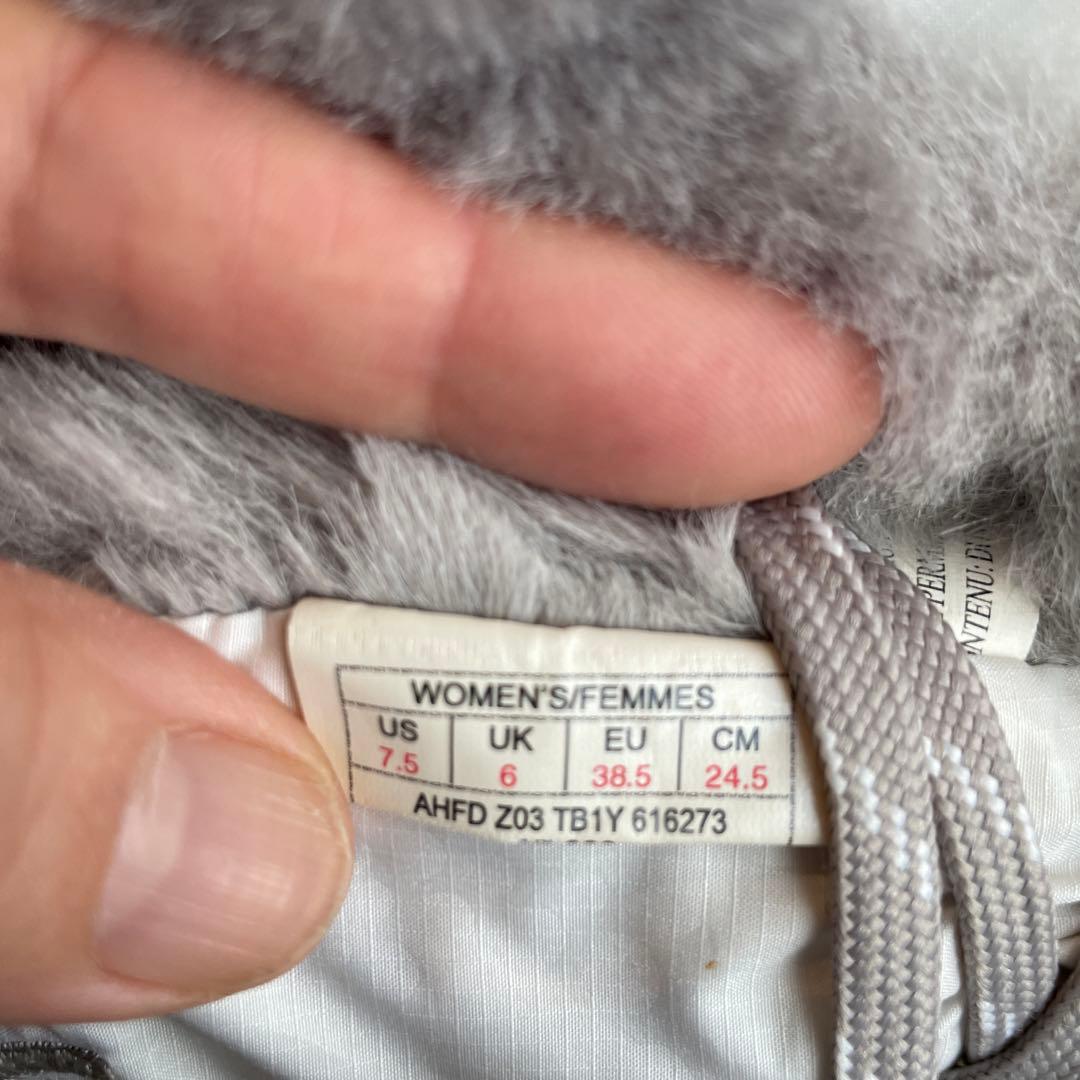 WOMEN'S/FEMMES
US UK EU CM
7.5 6 38.5 24.5
AHFD Z03 TB1Y 616273